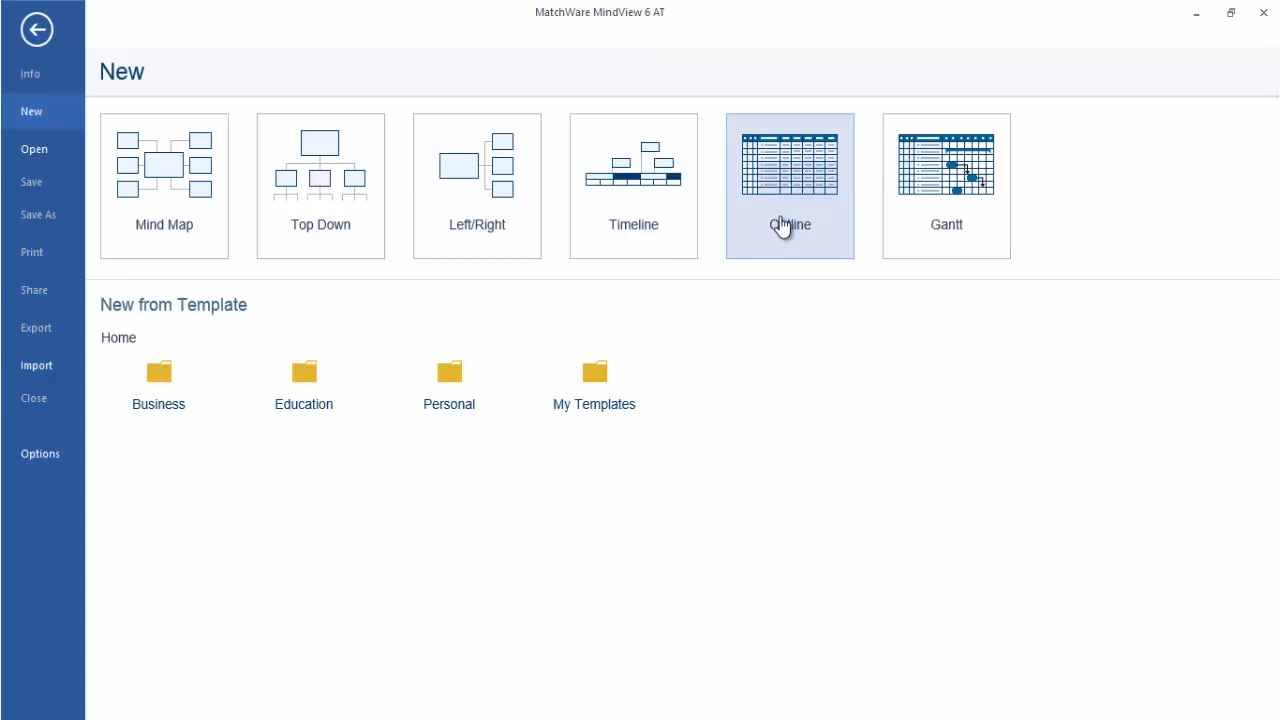 MatchWare MindView 6 AT
Info
New
Open
Save
Save As
Print
Share
Export
Import
Close
Options
New
Mind Map
Top Down
Left/Right
Timeline
Outline
Gantt
New from Template
Home
Business
Education
Personal
My Templates